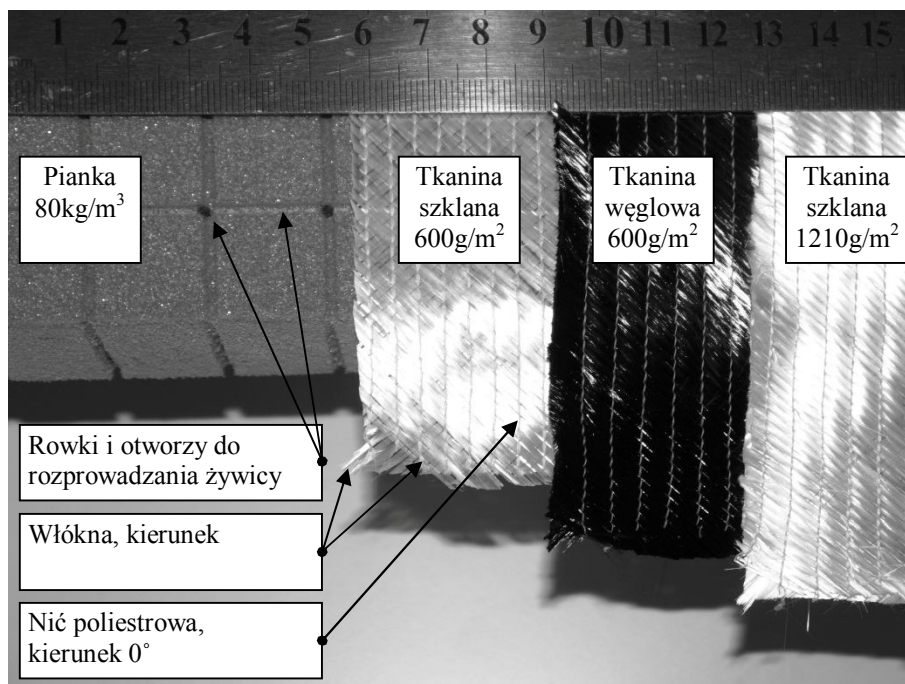 1 2 3 4 5 6 7 8 9 10 11 12 13 14 15
Pianka
80kg/m³
Tkanina
szklana
600g/m²
Tkanina
węglowa
600g/m²
Tkanina
szklana
1210g/m²
Rowki i otworzy do
rozprowadzania żywicy
Włókna, kierunek
Nić poliestrowa,
kierunek 0˚